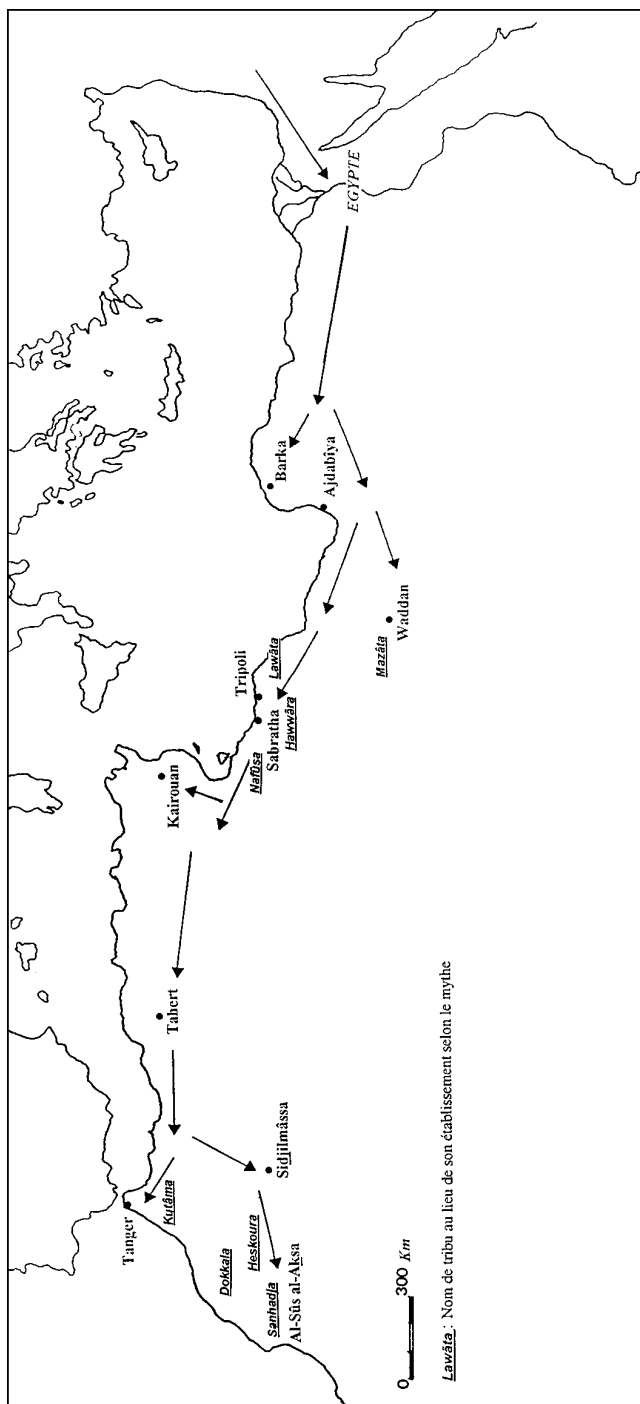 EGYPTE
Barka
Ajdabîya
Mazâta
Waddan
Tripoli
Lawâta
Sabratha
Hawwâra
Nafûsa
Kairouan
Tahert
Sidjilmâssa
Tanger
Kutâma
Dokkala
Heskoura
Sanhadja
Al-Sûs al-Aksa
0 300 Km
Lawâta : Nom de tribu au lieu de son établissement selon le mythe